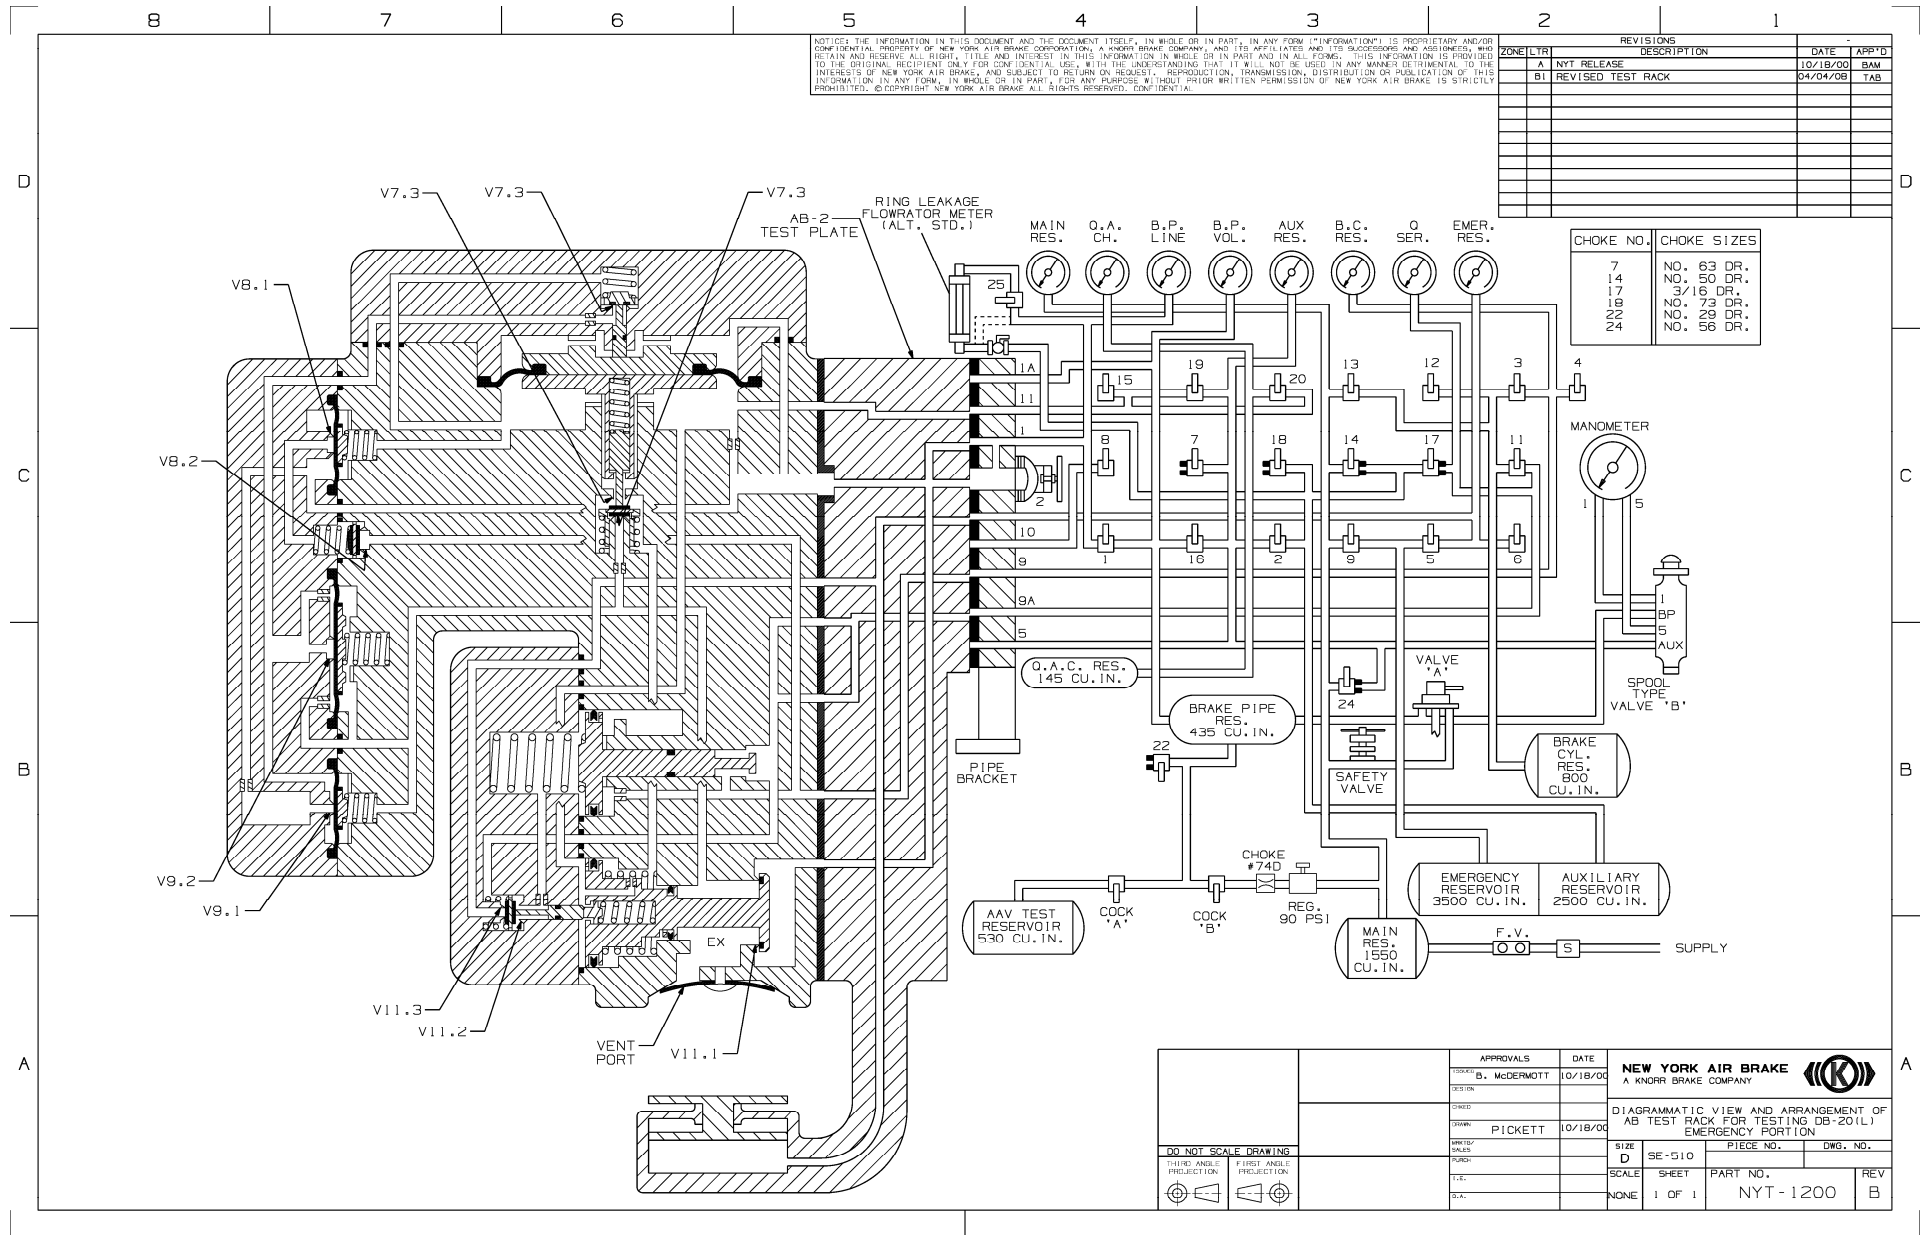 8 7 6 5 4 3 2 1
NOTICE: THE INFORMATION IN THIS DOCUMENT AND THE DOCUMENT ITSELF, IN WHOLE OR IN PART, IN ANY FORM ("INFORMATION") IS PROPRIETARY AND/OR
CONFIDENTIAL PROPERTY OF NEW YORK AIR BRAKE CORPORATION, A KNORR BRAKE COMPANY, AND ITS AFFILIATES AND ITS SUCCESSORS AND ASSIGNEES, WHO
RETAIN AND RESERVE ALL RIGHT, TITLE AND INTEREST IN THIS INFORMATION IN WHOLE OR IN PART AND IN ALL FORMS. THIS INFORMATION IS PROVIDED
TO THE ORIGINAL RECIPIENT ONLY FOR CONFIDENTIAL USE, WITH THE UNDERSTANDING THAT IT WILL NOT BE USED IN ANY MANNER DETRIMENTAL TO THE
INTERESTS OF NEW YORK AIR BRAKE, AND SUBJECT TO RETURN ON REQUEST. REPRODUCTION, TRANSMISSION, DISTRIBUTION OR PUBLICATION OF THIS
INFORMATION IN ANY FORM, IN WHOLE OR IN PART, FOR ANY PURPOSE WITHOUT PRIOR WRITTEN PERMISSION OF NEW YORK AIR BRAKE IS STRICTLY
PROHIBITED. © COPYRIGHT NEW YORK AIR BRAKE ALL RIGHTS RESERVED. CONFIDENTIAL
REVISIONS -
ZONE LTR DESCRIPTION DATE APP'D
A NYT RELEASE 10/18/00 BAM
B1 REVISED TEST RACK 04/04/08 TAB
D D
V7.3 V7.3 V7.3
AB-2
TEST PLATE
RING LEAKAGE
FLOWRATOR METER
(ALT. STD.)
MAIN
RES.
Q.A.
CH.
B.P.
LINE
B.P.
VOL.
AUX
RES.
B.C.
RES.
Q
SER.
EMER.
RES.
CHOKE NO. CHOKE SIZES
7 NO. 63 DR.
14 NO. 50 DR.
17 3/16 DR.
18 NO. 73 DR.
22 NO. 29 DR.
24 NO. 56 DR.
V8.1
25
1A
15 19 20 13 12 3 4
11
1
MANOMETER
8 7 18 14 17 11
V8.2
C C
2
1 5
10
1 16 2 9 5 6
9
9A
5
1
BP
5
AUX
Q.A.C. RES.
145 CU.IN.
VALVE
'A'
24
SPOOL
TYPE
VALVE 'B'
BRAKE PIPE
RES.
435 CU.IN.
22
PIPE
BRACKET
SAFETY
VALVE
BRAKE
CYL.
RES.
800
CU.IN.
B B
V9.2
V9.1
CHOKE
#74D
REG.
90 PSI
COCK
'A'
COCK
'B'
EMERGENCY
RESERVOIR
3500 CU.IN.
AUXILIARY
RESERVOIR
2500 CU.IN.
AAV TEST
RESERVOIR
530 CU.IN.
MAIN
RES.
1550
CU.IN.
F.V.
S
SUPPLY
EX
V11.3
V11.2
VENT
PORT
V11.1
A A
APPROVALS DATE
ISSUED B. McDERMOTT 10/18/00
DESIGN
CHKED
DRAWN PICKETT 10/18/00
MRKTG/
SALES
PURCH
I.E.
Q.A.
NEW YORK AIR BRAKE
A KNORR BRAKE COMPANY
K
DIAGRAMMATIC VIEW AND ARRANGEMENT OF
AB TEST RACK FOR TESTING DB-20(L)
EMERGENCY PORTION
DO NOT SCALE DRAWING
THIRD ANGLE
PROJECTION
FIRST ANGLE
PROJECTION
SIZE
D
SE-510
PIECE NO. DWG. NO.
SCALE
NONE
SHEET
1 OF 1
PART NO.
NYT-1200
REV
B